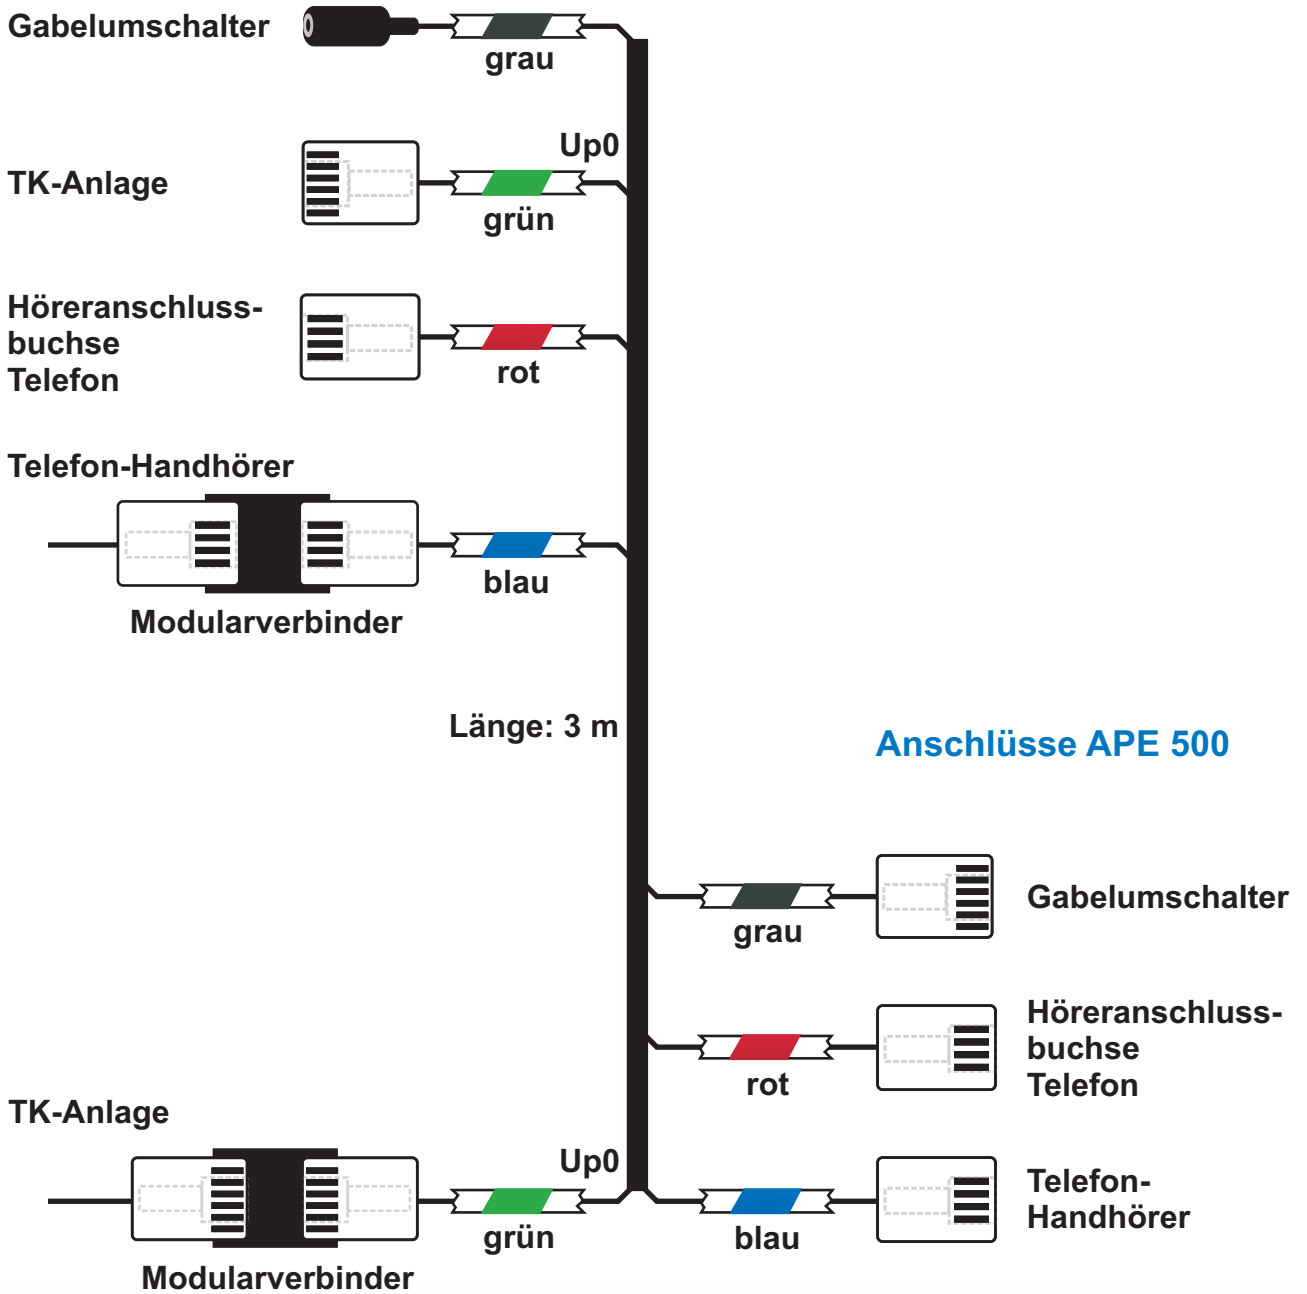 Gabelumschalter
grau
Up0
TK-Anlage
grün
Höreranschluss-
buchse
Telefon
rot
Telefon-Handhörer
blau
Modularverbinder
Länge: 3 m
Anschlüsse APE 500
grau
Gabelumschalter
Höreranschluss-
buchse
Telefon
rot
TK-Anlage
Up0
grün
Modularverbinder
blau
Telefon-
Handhörer